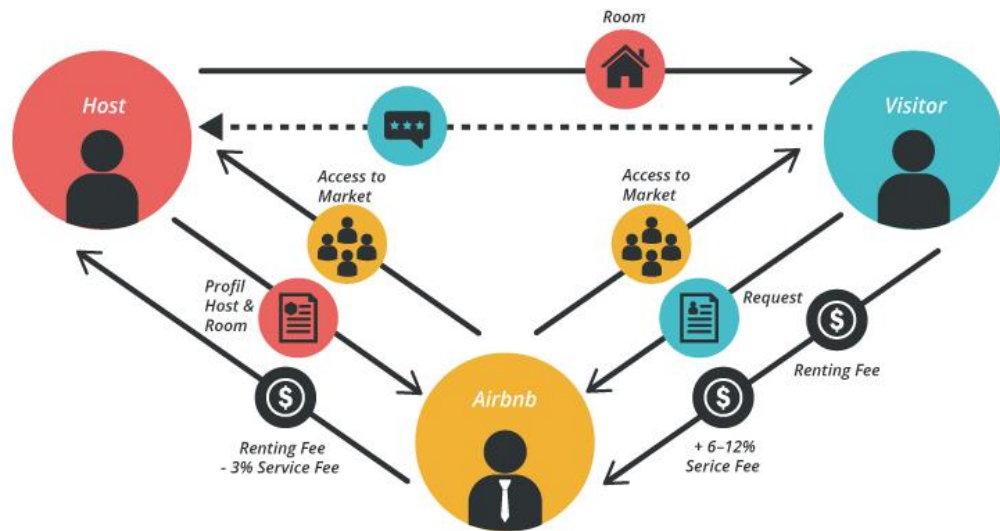 Room
Host
Visitor
Access to
Market
Access to
Market
Profil
Host &
Room
Request
Renting Fee
Airbnb
Renting Fee
- 3% Service Fee
+ 6–12%
Serice Fee